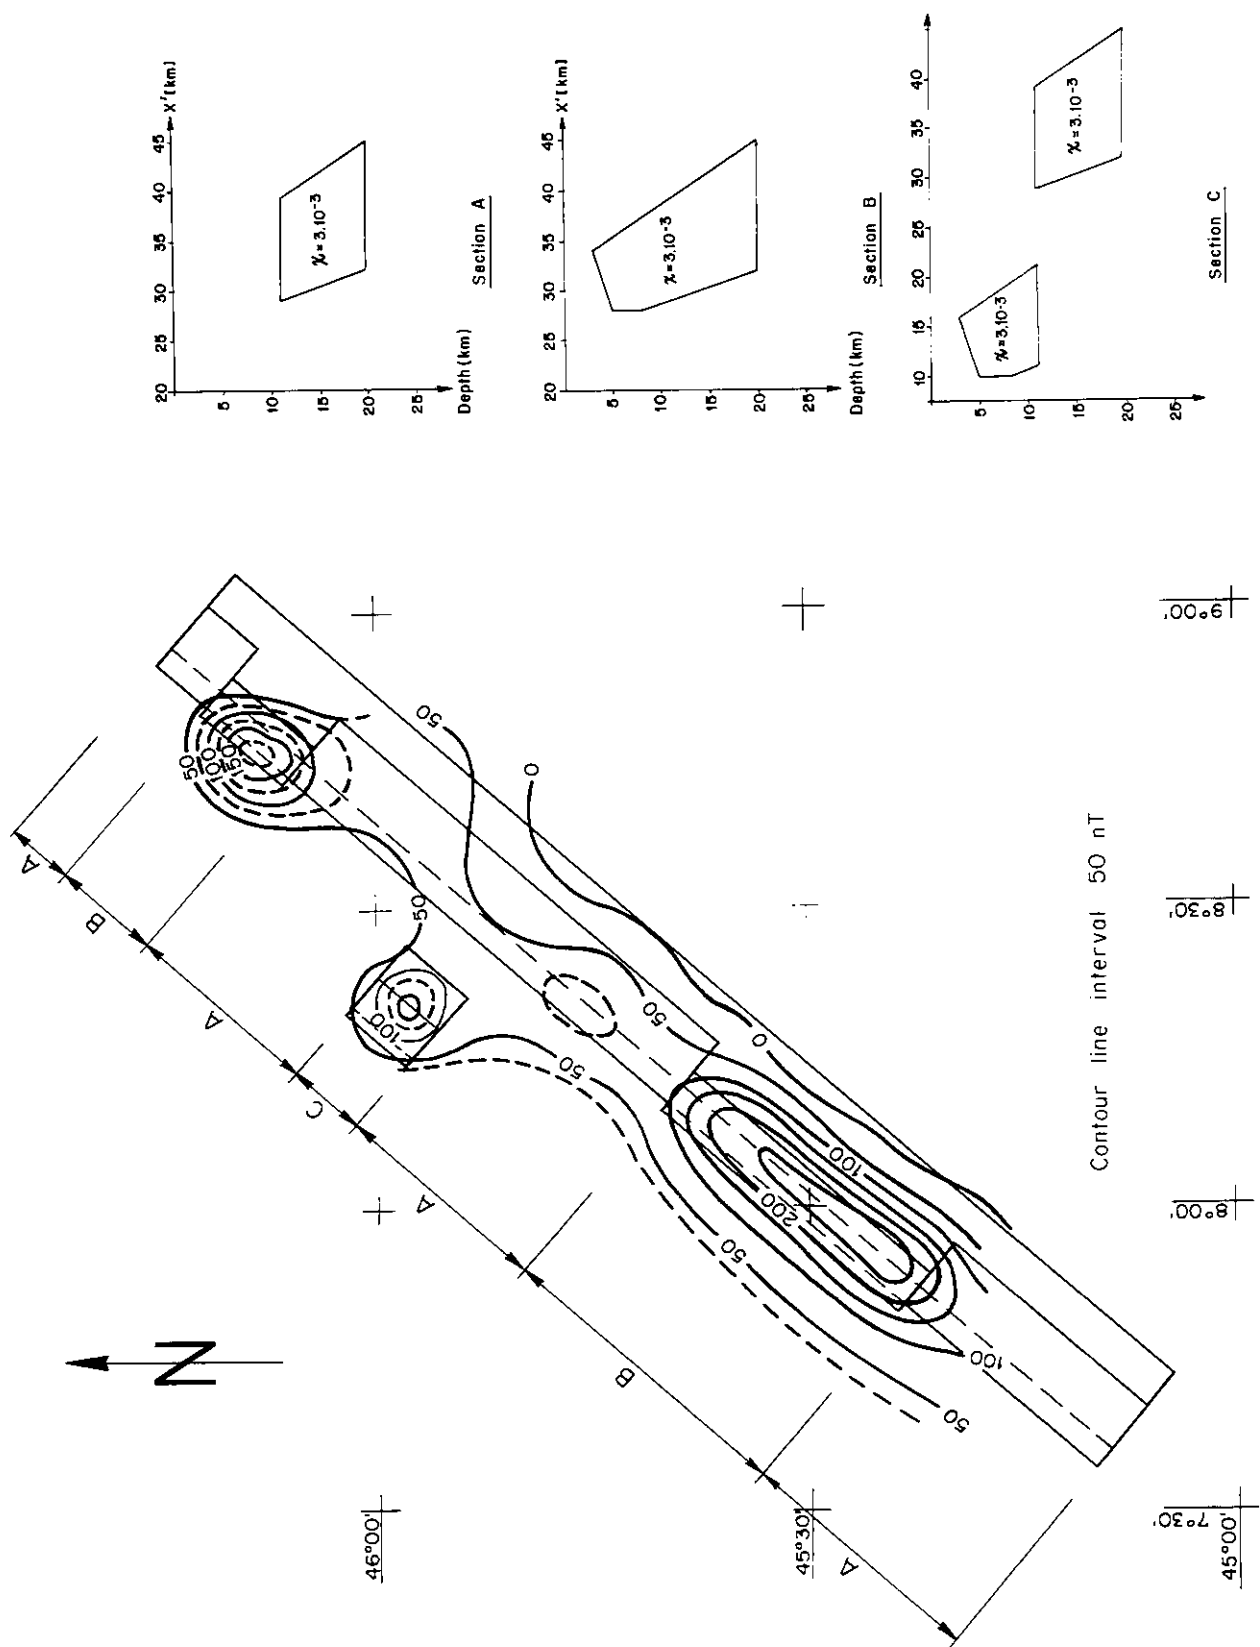 X'(km)
20 25 30 35 40 45
5 10 15 20 25
ϰ = 3.10⁻³
Depth (km)
Section A
X'(km)
20 25 30 35 40 45
5 10 15 20 25
ϰ = 3.10⁻³
Depth (km)
Section B
10 15 20 25 30 35 40
5 10 15 20 25
ϰ = 3.10⁻³
ϰ = 3.10⁻³
Section C
A
B
A
C
A
B
A
50
100
150
50
0
50
100
50
50
0
100
200
50
100
N
Contour line interval 50 nT
46°00'
45°30'
45°00'
7°30'
8°00'
8°30'
9°00'